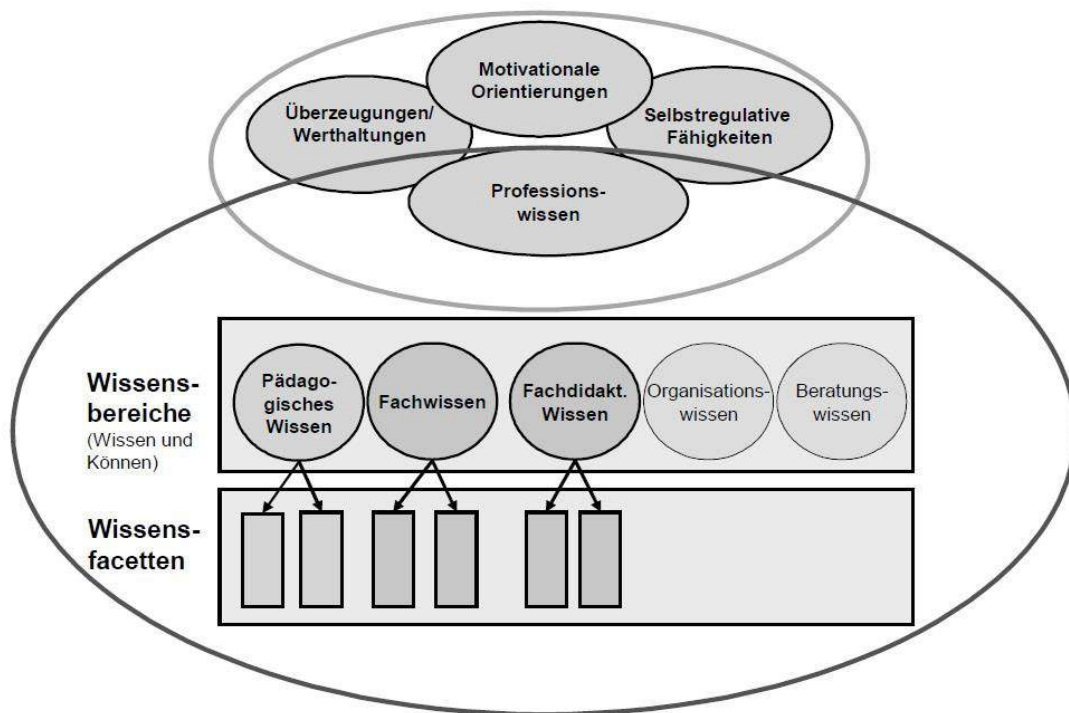 Motivationale
Orientierungen
Überzeugungen/
Werthaltungen
Selbstregulative
Fähigkeiten
Professions-
wissen
Wissens-
bereiche
(Wissen und
Können)
Pädago-
gisches
Wissen
Fachwissen
Fachdidakt.
Wissen
Organisations-
wissen
Beratungs-
wissen
Wissens-
facetten